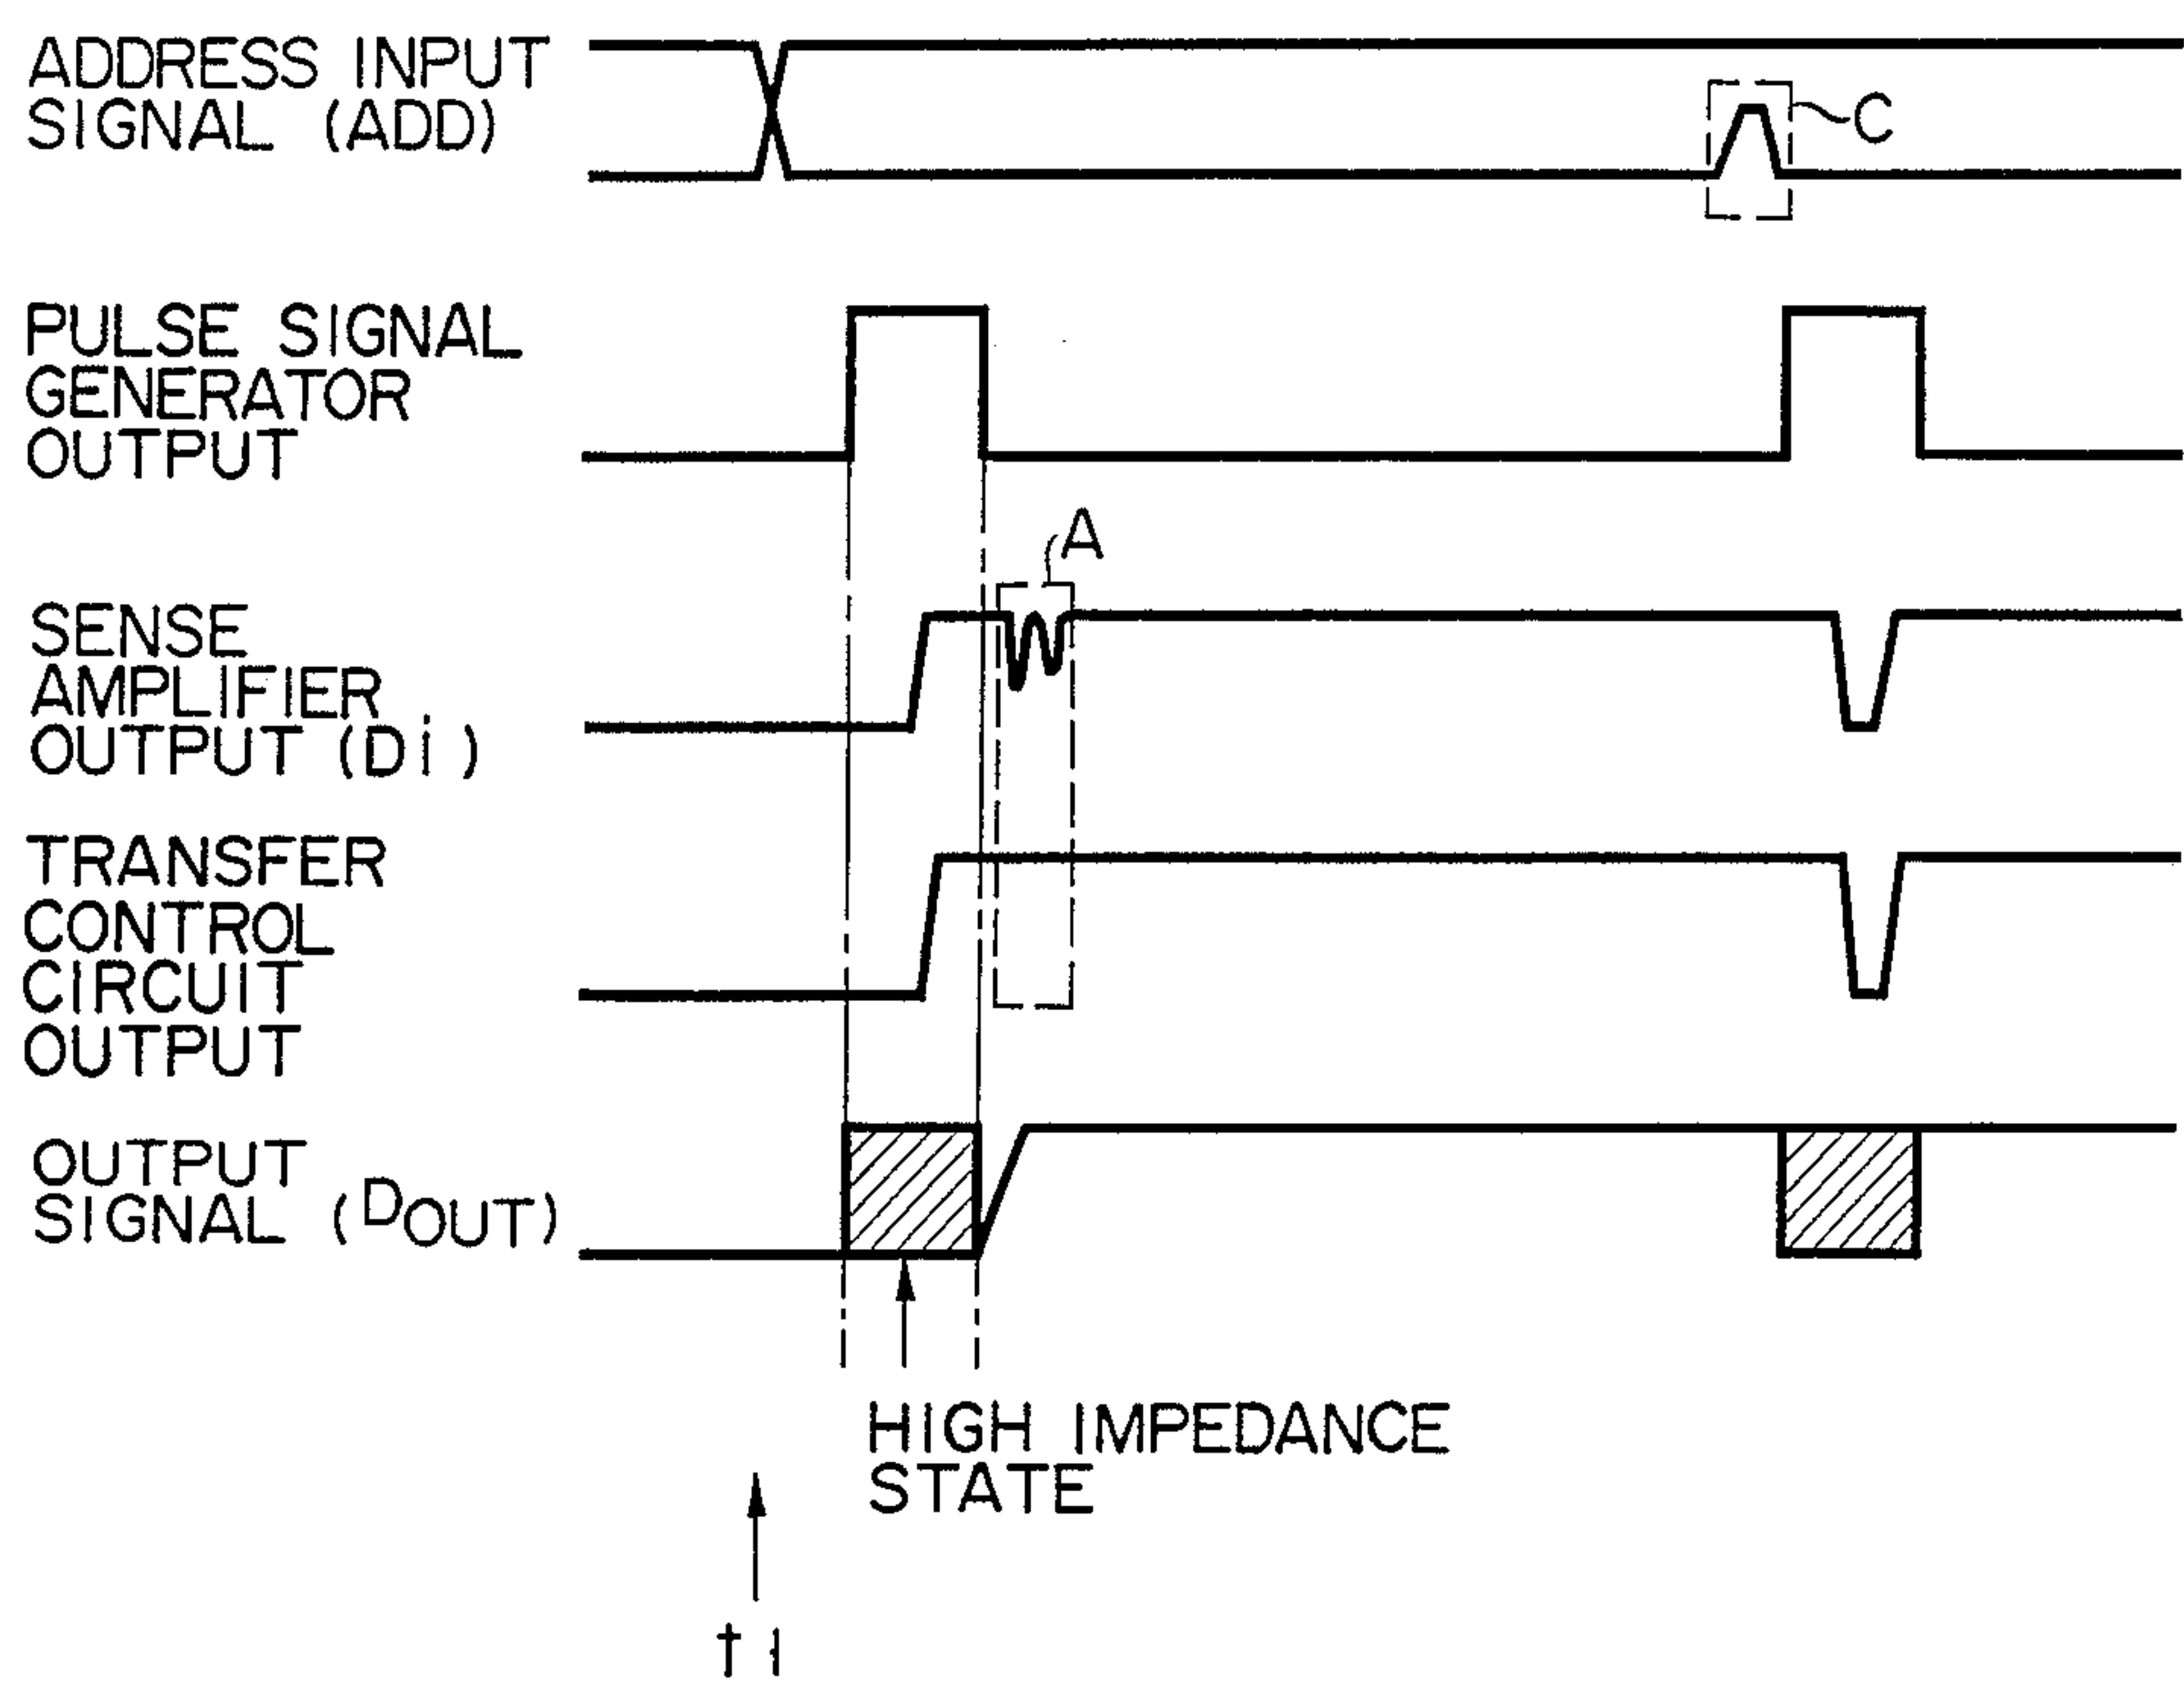 ADDRESS INPUT
SIGNAL (ADD)
C
PULSE SIGNAL
GENERATOR
OUTPUT
A
SENSE
AMPLIFIER
OUTPUT (Di)
TRANSFER
CONTROL
CIRCUIT
OUTPUT
OUTPUT
SIGNAL (DOUT)
HIGH IMPEDANCE
STATE
t1